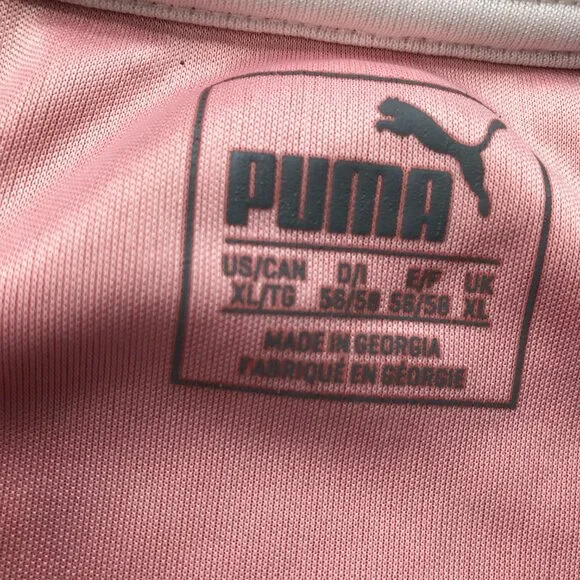 PUMA
US/CAN D/I E/F UK
XL/TG 56/58 56/58 XL
MADE IN GEORGIA
FABRIQUÉ EN GÉORGIE